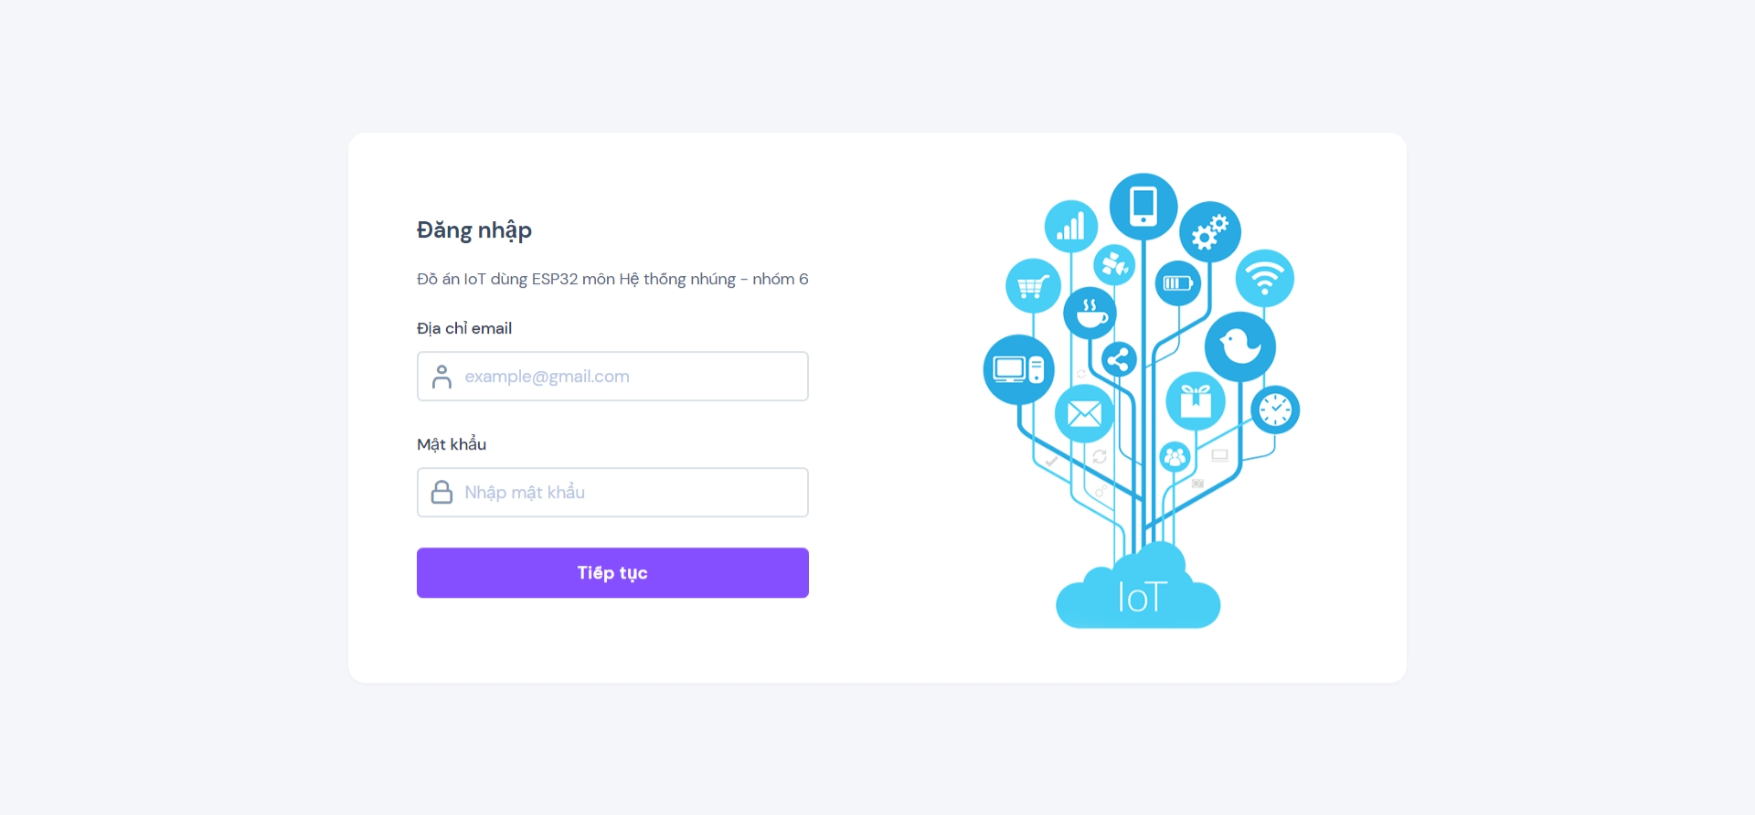 Đăng nhập
Đồ án IoT dùng ESP32 môn Hệ thống nhúng - nhóm 6
Địa chỉ email
example@gmail.com
Mật khẩu
Nhập mật khẩu
Tiếp tục
IoT